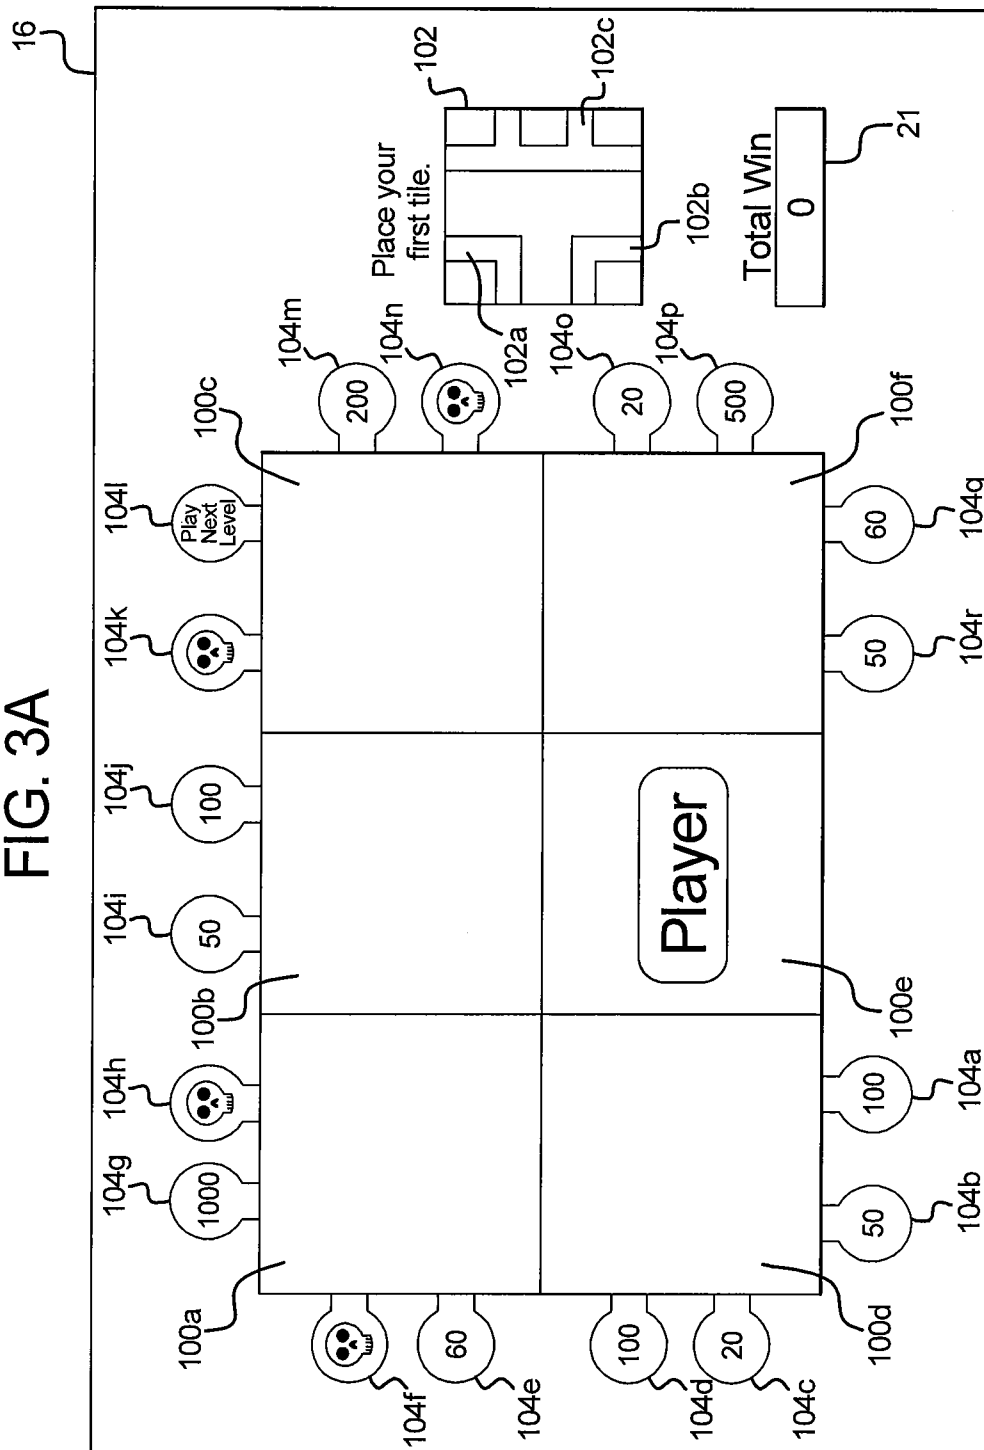 FIG. 3A
16
104g
104h
104i
104j
104k
104l
1000
50
100
Play
Next
Level
100a
100b
100c
104m
200
104n
104f
60
104e
100
104d
20
104c
20
104o
500
104p
Player
100d
100e
100f
50
104b
100
104a
50
104r
60
104q
Place your
first tile.
102
102a
102b
102c
Total Win
0
21